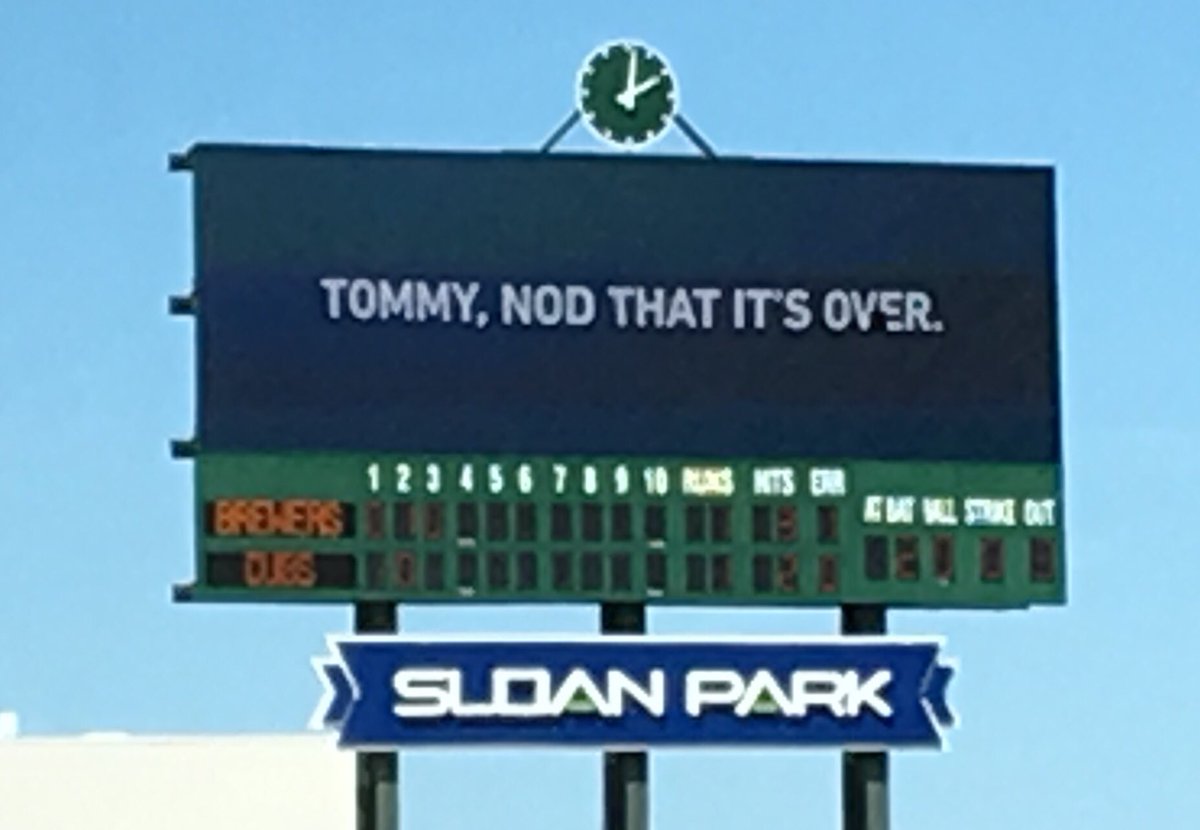 TOMMY, NOD THAT IT'S OVER.
1 2 3 4 5 6 7 8 9 10 RUNS HITS ERR
AT BAT BALL STRIKE OUT
BREWERS
CUBS
SLOAN PARK